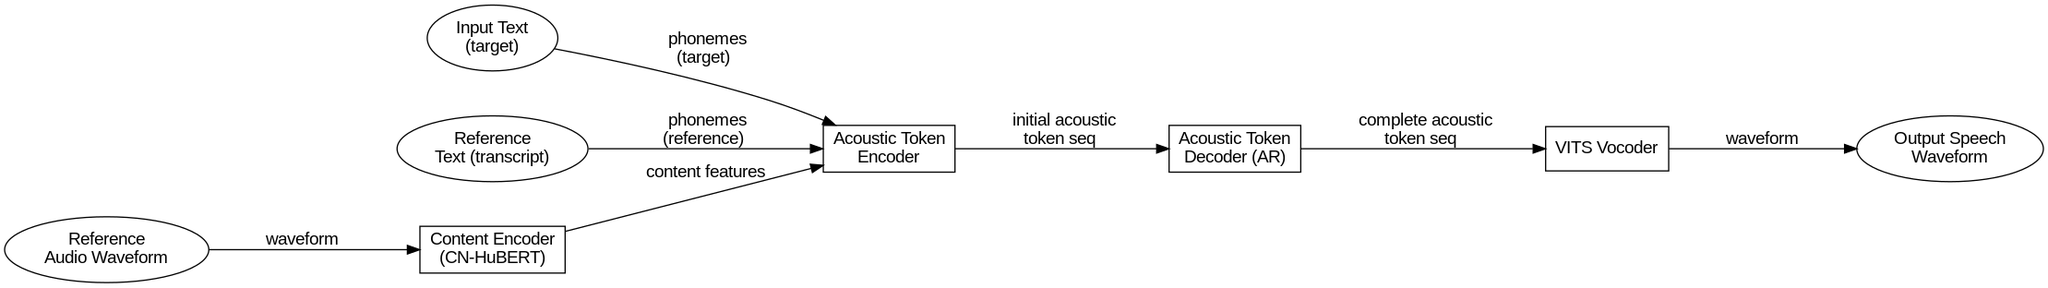 Input Text
(target)
phonemes
(target)
Reference
Text (transcript)
phonemes
(reference)
Reference
Audio Waveform
waveform
Content Encoder
(CN-HuBERT)
content features
Acoustic Token
Encoder
initial acoustic
token seq
Acoustic Token
Decoder (AR)
complete acoustic
token seq
VITS Vocoder
waveform
Output Speech
Waveform